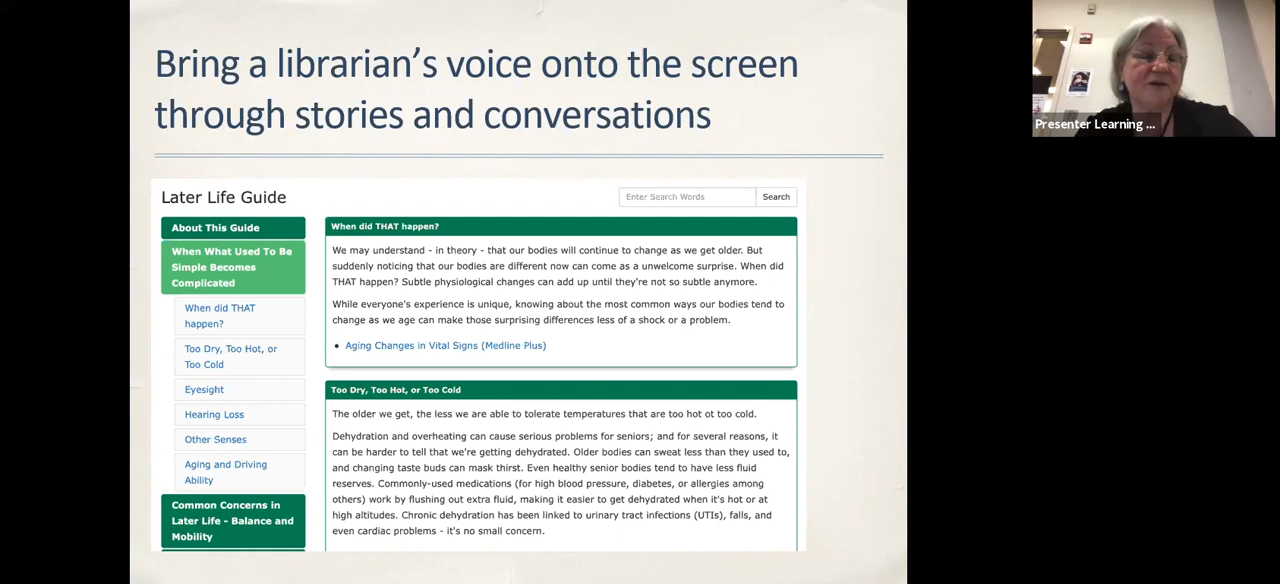 Bring a librarian's voice onto the screen
through stories and conversations
Later Life Guide
Enter Search Words
Search
About This Guide
When What Used To Be
Simple Becomes
Complicated
When did THAT
happen?
Too Dry, Too Hot, or
Too Cold
Eyesight
Hearing Loss
Other Senses
Aging and Driving
Ability
Common Concerns in
Later Life - Balance and
Mobility
When did THAT happen?
We may understand - in theory - that our bodies will continue to change as we get older. But
suddenly noticing that our bodies are different now can come as a unwelcome surprise. When did
THAT happen? Subtle physiological changes can add up until they're not so subtle anymore.
While everyone's experience is unique, knowing about the most common ways our bodies tend to
change as we age can make those surprising differences less of a shock or a problem.
• Aging Changes in Vital Signs (Medline Plus)
Too Dry, Too Hot, or Too Cold
The older we get, the less we are able to tolerate temperatures that are too hot ot too cold.
Dehydration and overheating can cause serious problems for seniors; and for several reasons, it
can be harder to tell that we're getting dehydrated. Older bodies can sweat less than they used to,
and changing taste buds can mask thirst. Even healthy senior bodies tend to have less fluid
reserves. Commonly-used medications (for high blood pressure, diabetes, or allergies among
others) work by flushing out extra fluid, making it easier to get dehydrated when it's hot or at
high altitudes. Chronic dehydration has been linked to urinary tract infections (UTIs), falls, and
even cardiac problems - it's no small concern.
Presenter Learning ...